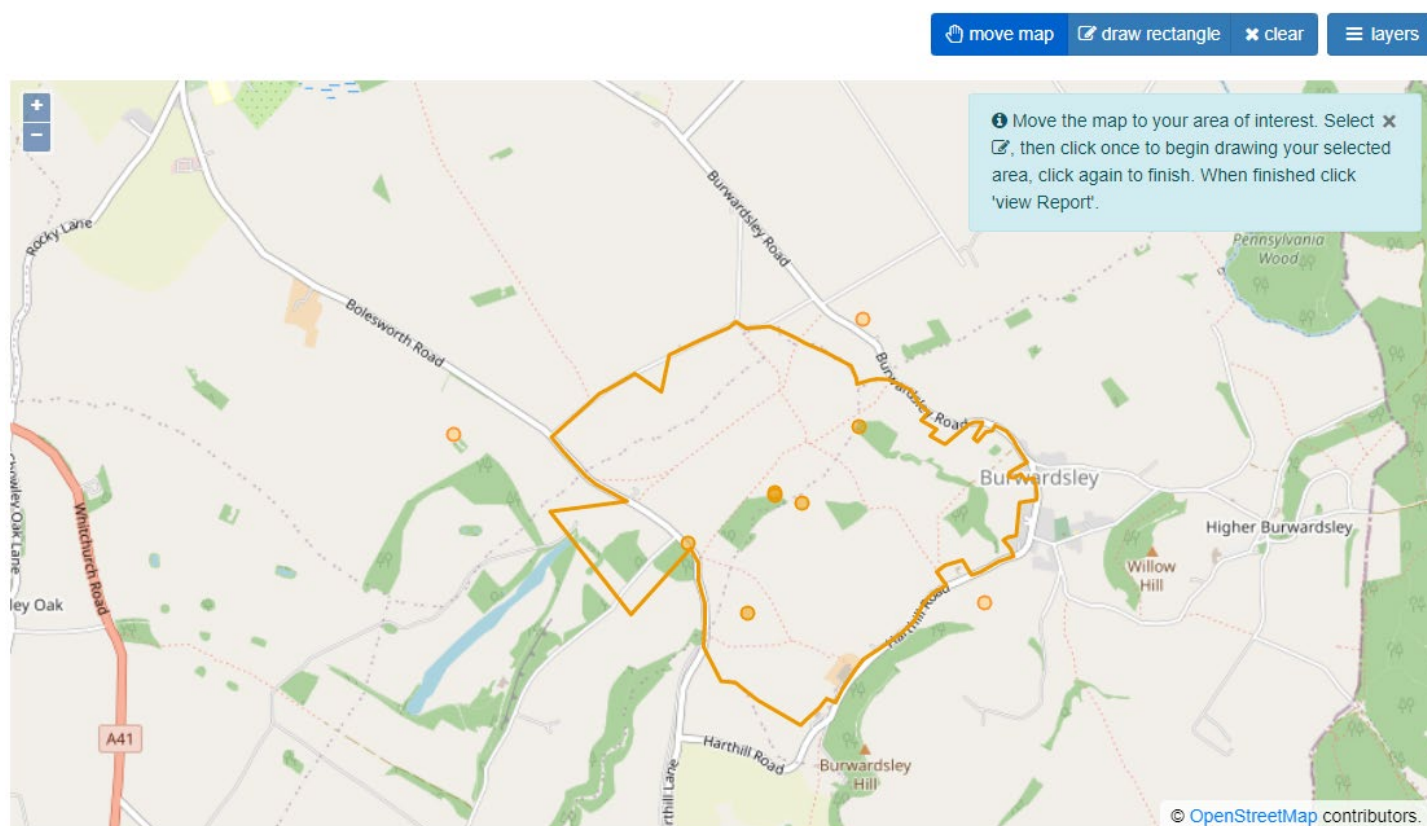 move map draw rectangle clear layers
+
−
Move the map to your area of interest. Select ×
, then click once to begin drawing your selected
area, click again to finish. When finished click
'view Report'.
Pennsylvania
Wood
Rocky Lane
Burwardsley Road
Bolesworth Road
Burwardsley Road
Burwardsley
Higher Burwardsley
Whitchurch Road
Willow
Hill
ley Oak
Harthill Road
A41
Harthill Road
Burwardsley
Hill
rthill Lane
© OpenStreetMap contributors.